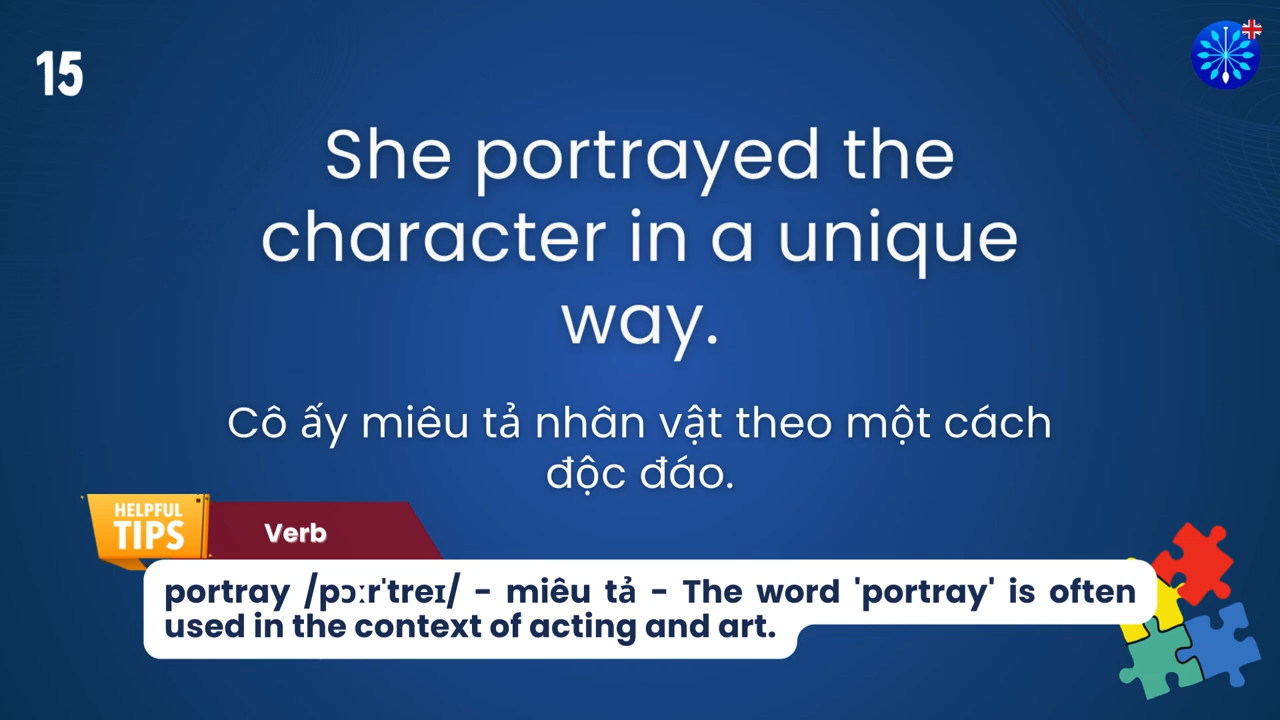 15
She portrayed the
character in a unique
way.
Cô ấy miêu tả nhân vật theo một cách
độc đáo.
HELPFUL
TIPS
Verb
portray /pɔːrˈtreɪ/ - miêu tả - The word 'portray' is often
used in the context of acting and art.